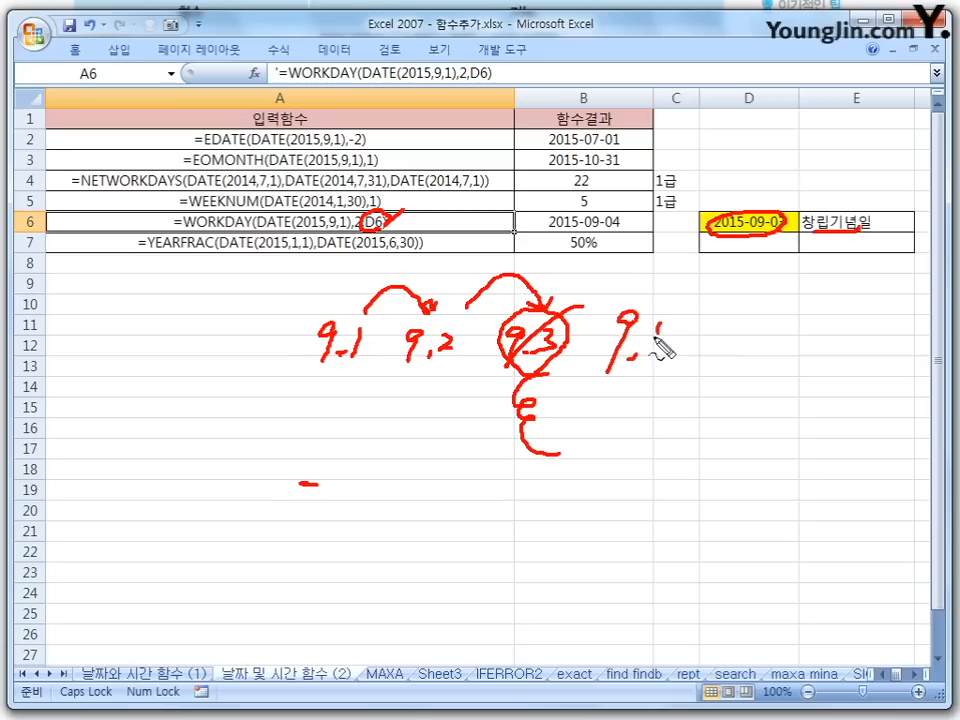 이기적인 팁
Excel 2007 - 함수추가.xlsx - Microsoft Excel
YoungJin.com Y.
홈 삽입 페이지 레이아웃 수식 데이터 검토 보기 개발 도구
A6 fx '=WORKDAY(DATE(2015,9,1),2,D6)
A B C D E
1 입력함수 함수결과
2 =EDATE(DATE(2015,9,1),-2) 2015-07-01
3 =EOMONTH(DATE(2015,9,1),1) 2015-10-31
4 =NETWORKDAYS(DATE(2014,7,1),DATE(2014,7,31),DATE(2014,7,1)) 22 1급
5 =WEEKNUM(DATE(2014,1,30),1) 5 1급
6 =WORKDAY(DATE(2015,9,1),2,D6) 2015-09-04 2015-09-03 창립기념일
7 =YEARFRAC(DATE(2015,1,1),DATE(2015,6,30)) 50%
8
9
10
11
9.1 9.2 9.3 9.
12
13
14
15
16
17
18
19
20
21
22
23
24
25
26
27
날짜와 시간 함수 (1) 날짜 및 시간 함수 (2) MAXA Sheet3 IFERROR2 exact find findb rept search maxa mina
준비 Caps Lock Num Lock 100%